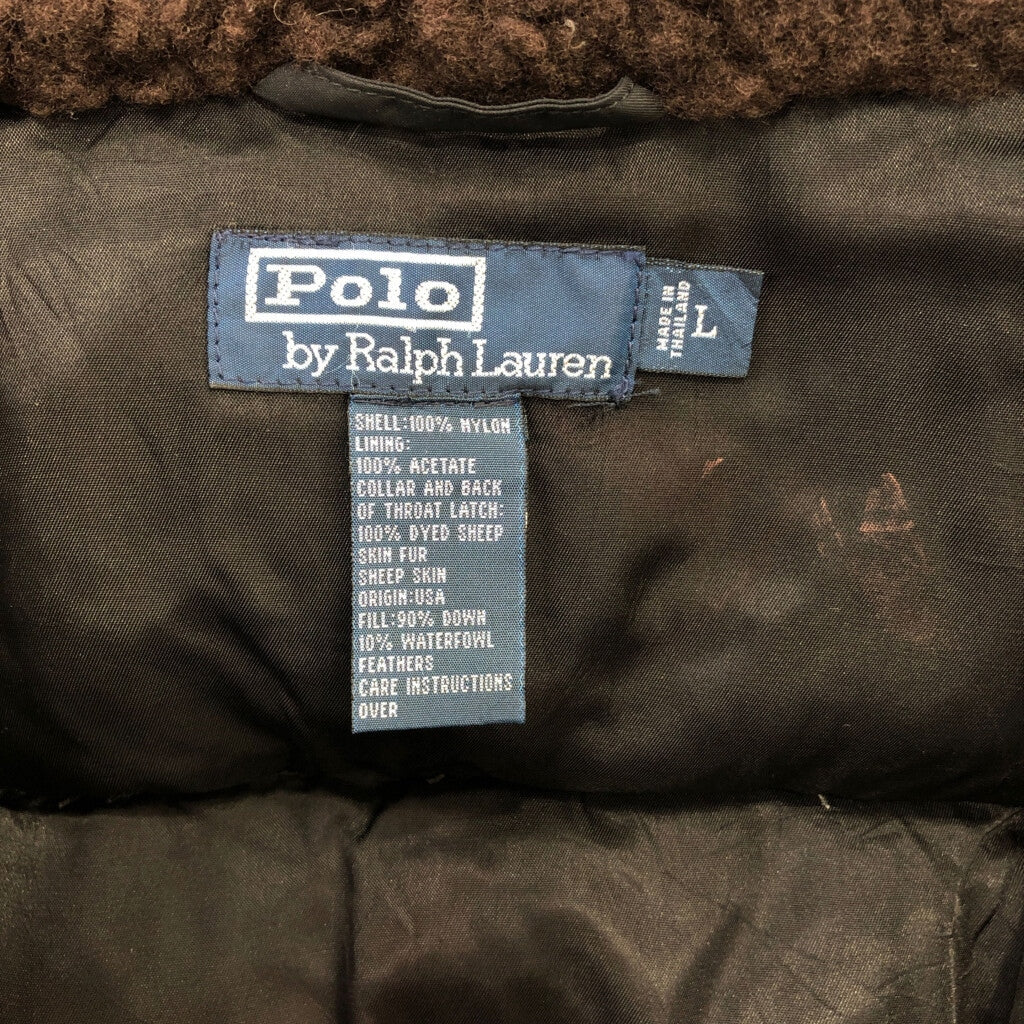 Polo
by Ralph Lauren
MADE IN
THAILAND
L
SHELL:100% NYLON
LINING:
100% ACETATE
COLLAR AND BACK
OF THROAT LATCH:
100% DYED SHEEP
SKIN FUR
SHEEP SKIN
ORIGIN:USA
FILL:90% DOWN
10% WATERFOWL
FEATHERS
CARE INSTRUCTIONS
OVER